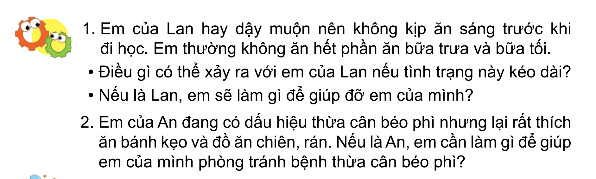 1. Em của Lan hay dậy muộn nên không kịp ăn sáng trước khi
đi học. Em thường không ăn hết phần ăn bữa trưa và bữa tối.
• Điều gì có thể xảy ra với em của Lan nếu tình trạng này kéo dài?
• Nếu là Lan, em sẽ làm gì để giúp đỡ em của mình?
2. Em của An đang có dấu hiệu thừa cân béo phì nhưng lại rất thích
ăn bánh kẹo và đồ ăn chiên, rán. Nếu là An, em cần làm gì để giúp
em của mình phòng tránh bệnh thừa cân béo phì?